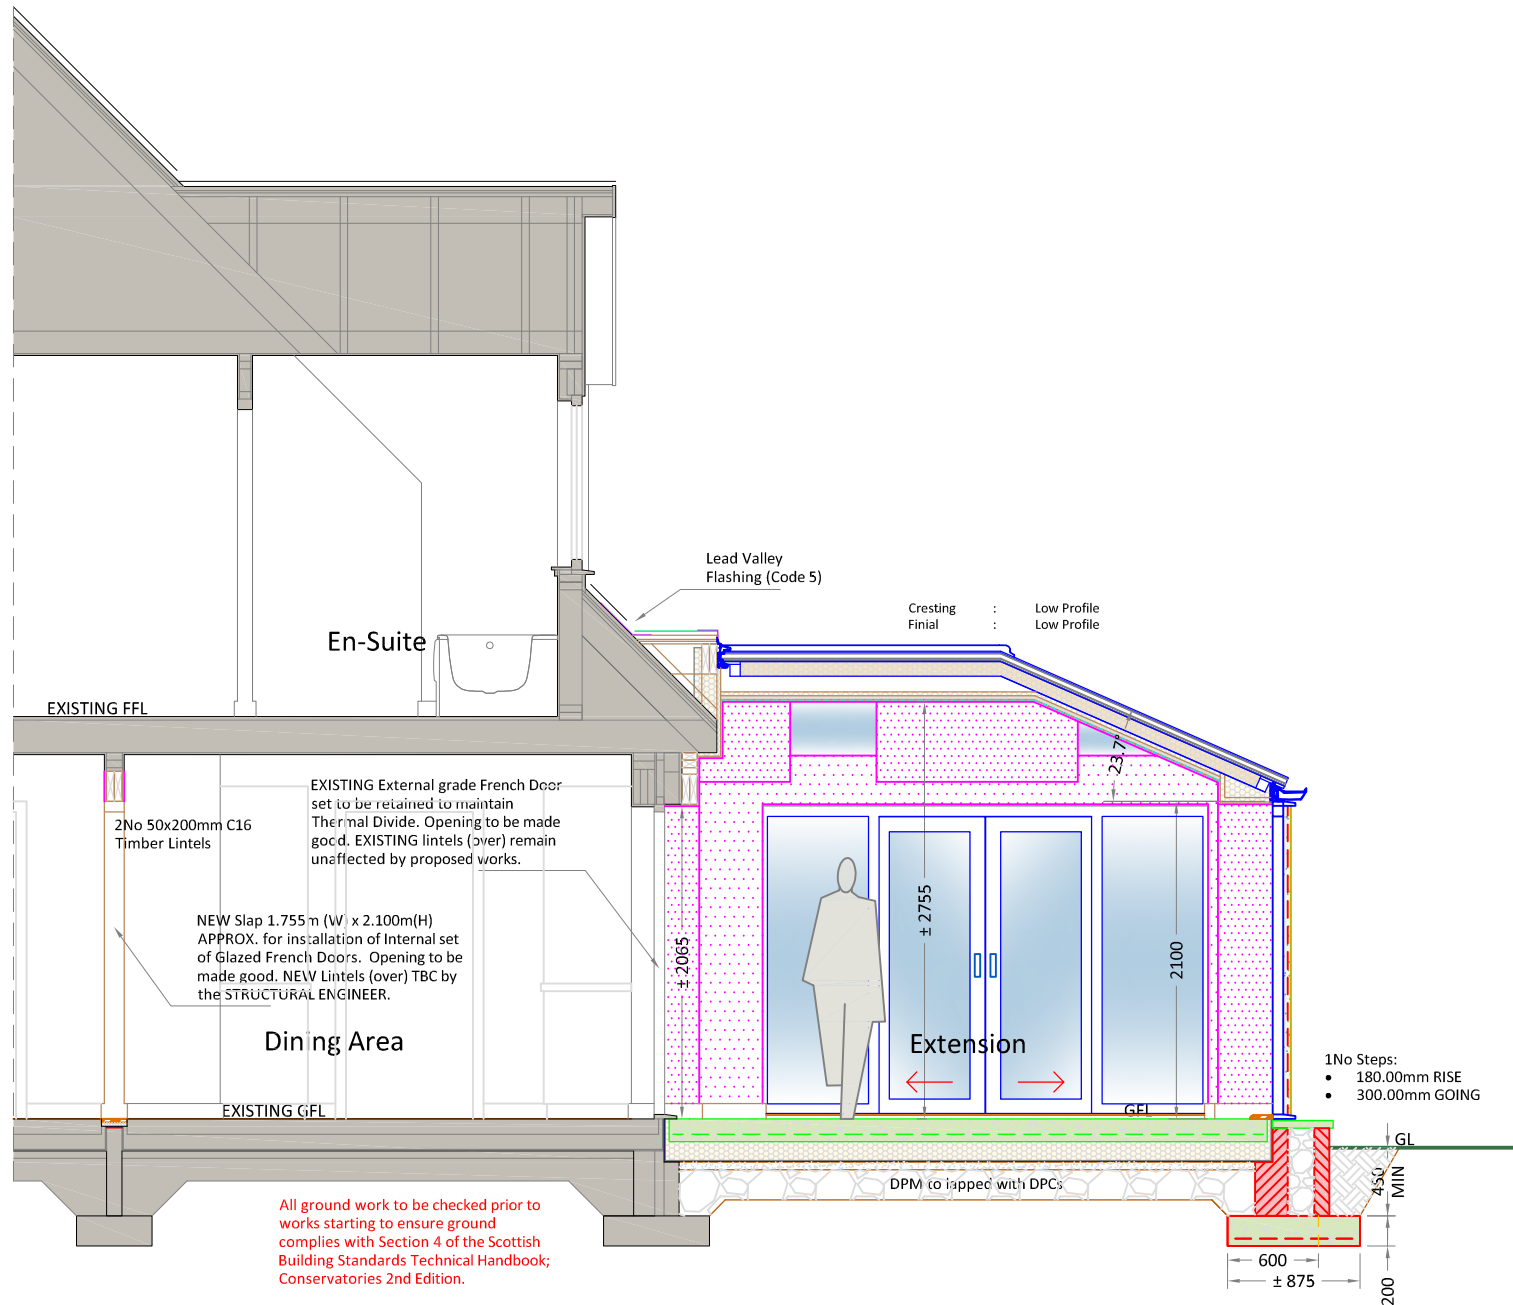 Lead Valley
Flashing (Code 5)
Cresting : Low Profile
Finial : Low Profile
En-Suite
EXISTING FFL
EXISTING External grade French Door
set to be retained to maintain
Thermal Divide. Opening to be made
good. EXISTING lintels (over) remain
unaffected by proposed works.
2No 50x200mm C16
Timber Lintels
NEW Slap 1.755m (W) x 2.100m(H)
APPROX. for installation of Internal set
of Glazed French Doors. Opening to be
made good. NEW Lintels (over) TBC by
the STRUCTURAL ENGINEER.
Dining Area
EXISTING GFL
23.7°
± 2065
± 2755
2100
Extension
GFL
1No Steps:
• 180.00mm RISE
• 300.00mm GOING
GL
450
MIN
DPM to lapped with DPCs
All ground work to be checked prior to
works starting to ensure ground
complies with Section 4 of the Scottish
Building Standards Technical Handbook;
Conservatories 2nd Edition.
600
± 875
200